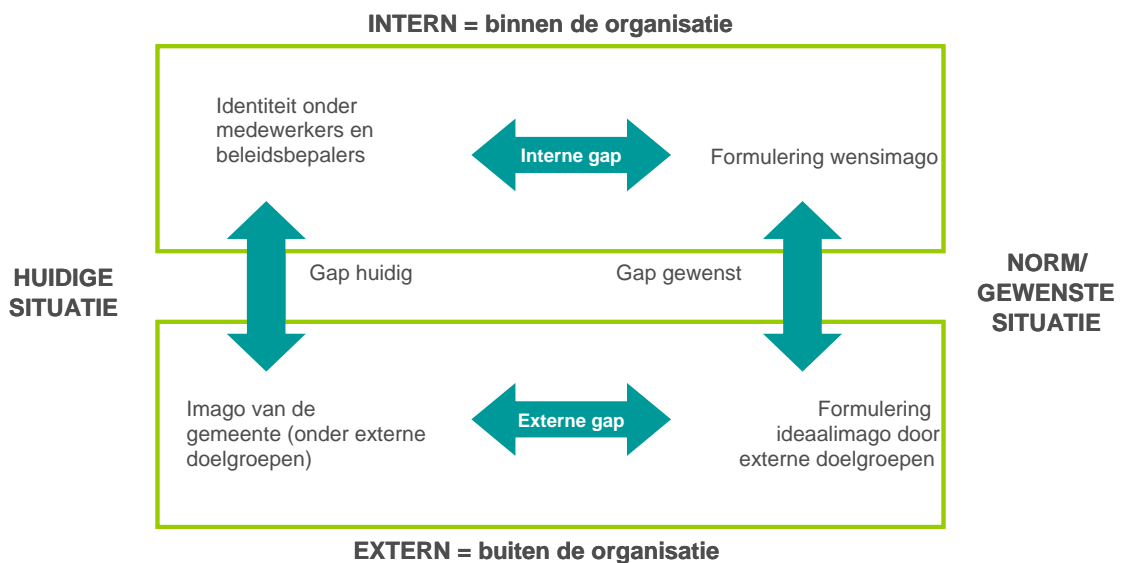 INTERN = binnen de organisatie
Identiteit onder
medewerkers en
beleidsbepalers
Interne gap
Formulering wensimago
HUIDIGE
SITUATIE
Gap huidig
Gap gewenst
NORM/
GEWENSTE
SITUATIE
Imago van de
gemeente (onder externe
doelgroepen)
Externe gap
Formulering
ideaalimago door
externe doelgroepen
EXTERN = buiten de organisatie